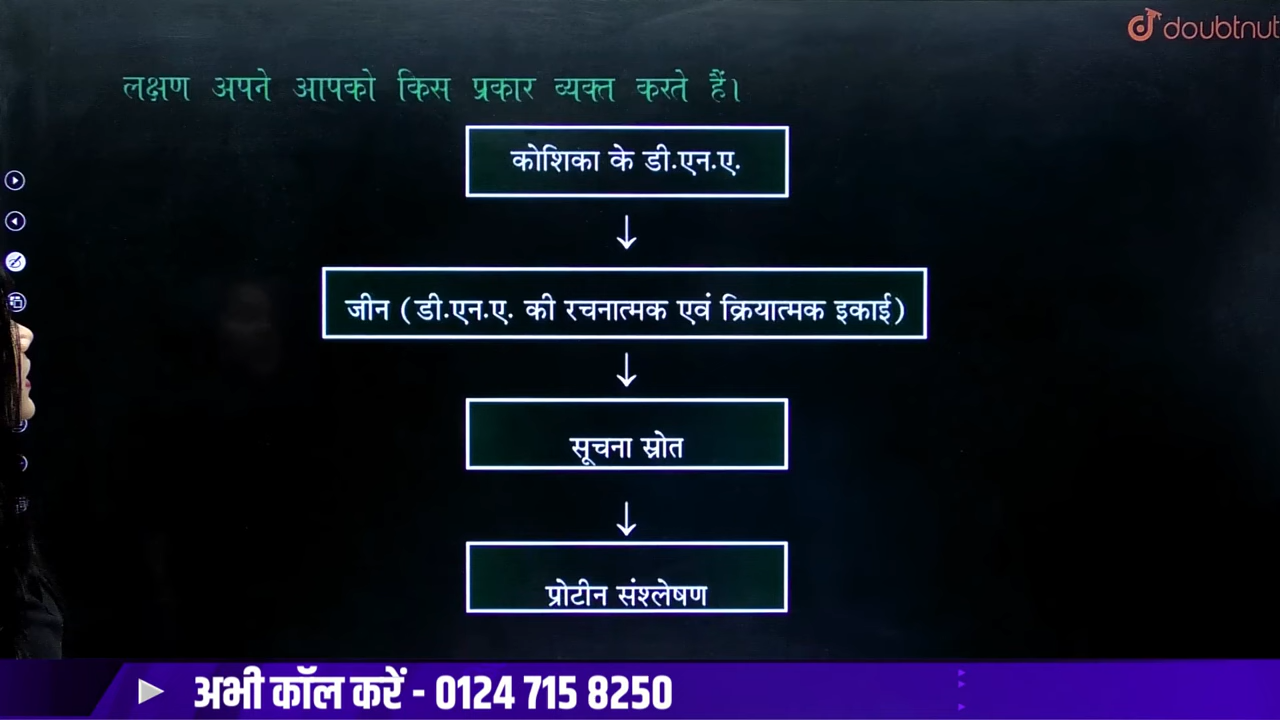 doubtnut
लक्षण अपने आपको किस प्रकार व्यक्त करते हैं।
कोशिका के डी.एन.ए.
↓
जीन (डी.एन.ए. की रचनात्मक एवं क्रियात्मक इकाई)
↓
सूचना स्रोत
↓
प्रोटीन संश्लेषण
अभी कॉल करें - 0124 715 8250